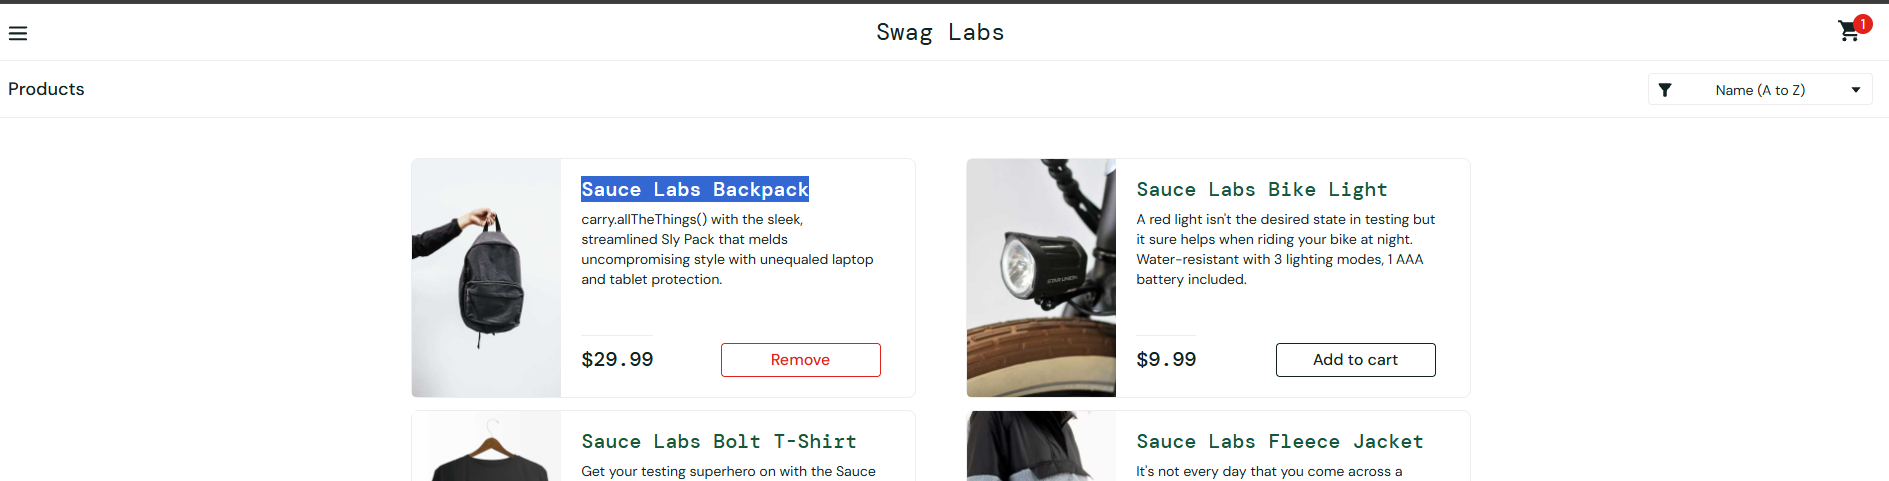 Swag Labs
1
Products
Name (A to Z)
Sauce Labs Backpack
carry.allTheThings() with the sleek,
streamlined Sly Pack that melds
uncompromising style with unequaled laptop
and tablet protection.
$29.99
Remove
Sauce Labs Bike Light
A red light isn't the desired state in testing but
it sure helps when riding your bike at night.
Water-resistant with 3 lighting modes, 1 AAA
battery included.
STAR UNION
$9.99
Add to cart
Sauce Labs Bolt T-Shirt
Get your testing superhero on with the Sauce
Sauce Labs Fleece Jacket
It's not every day that you come across a